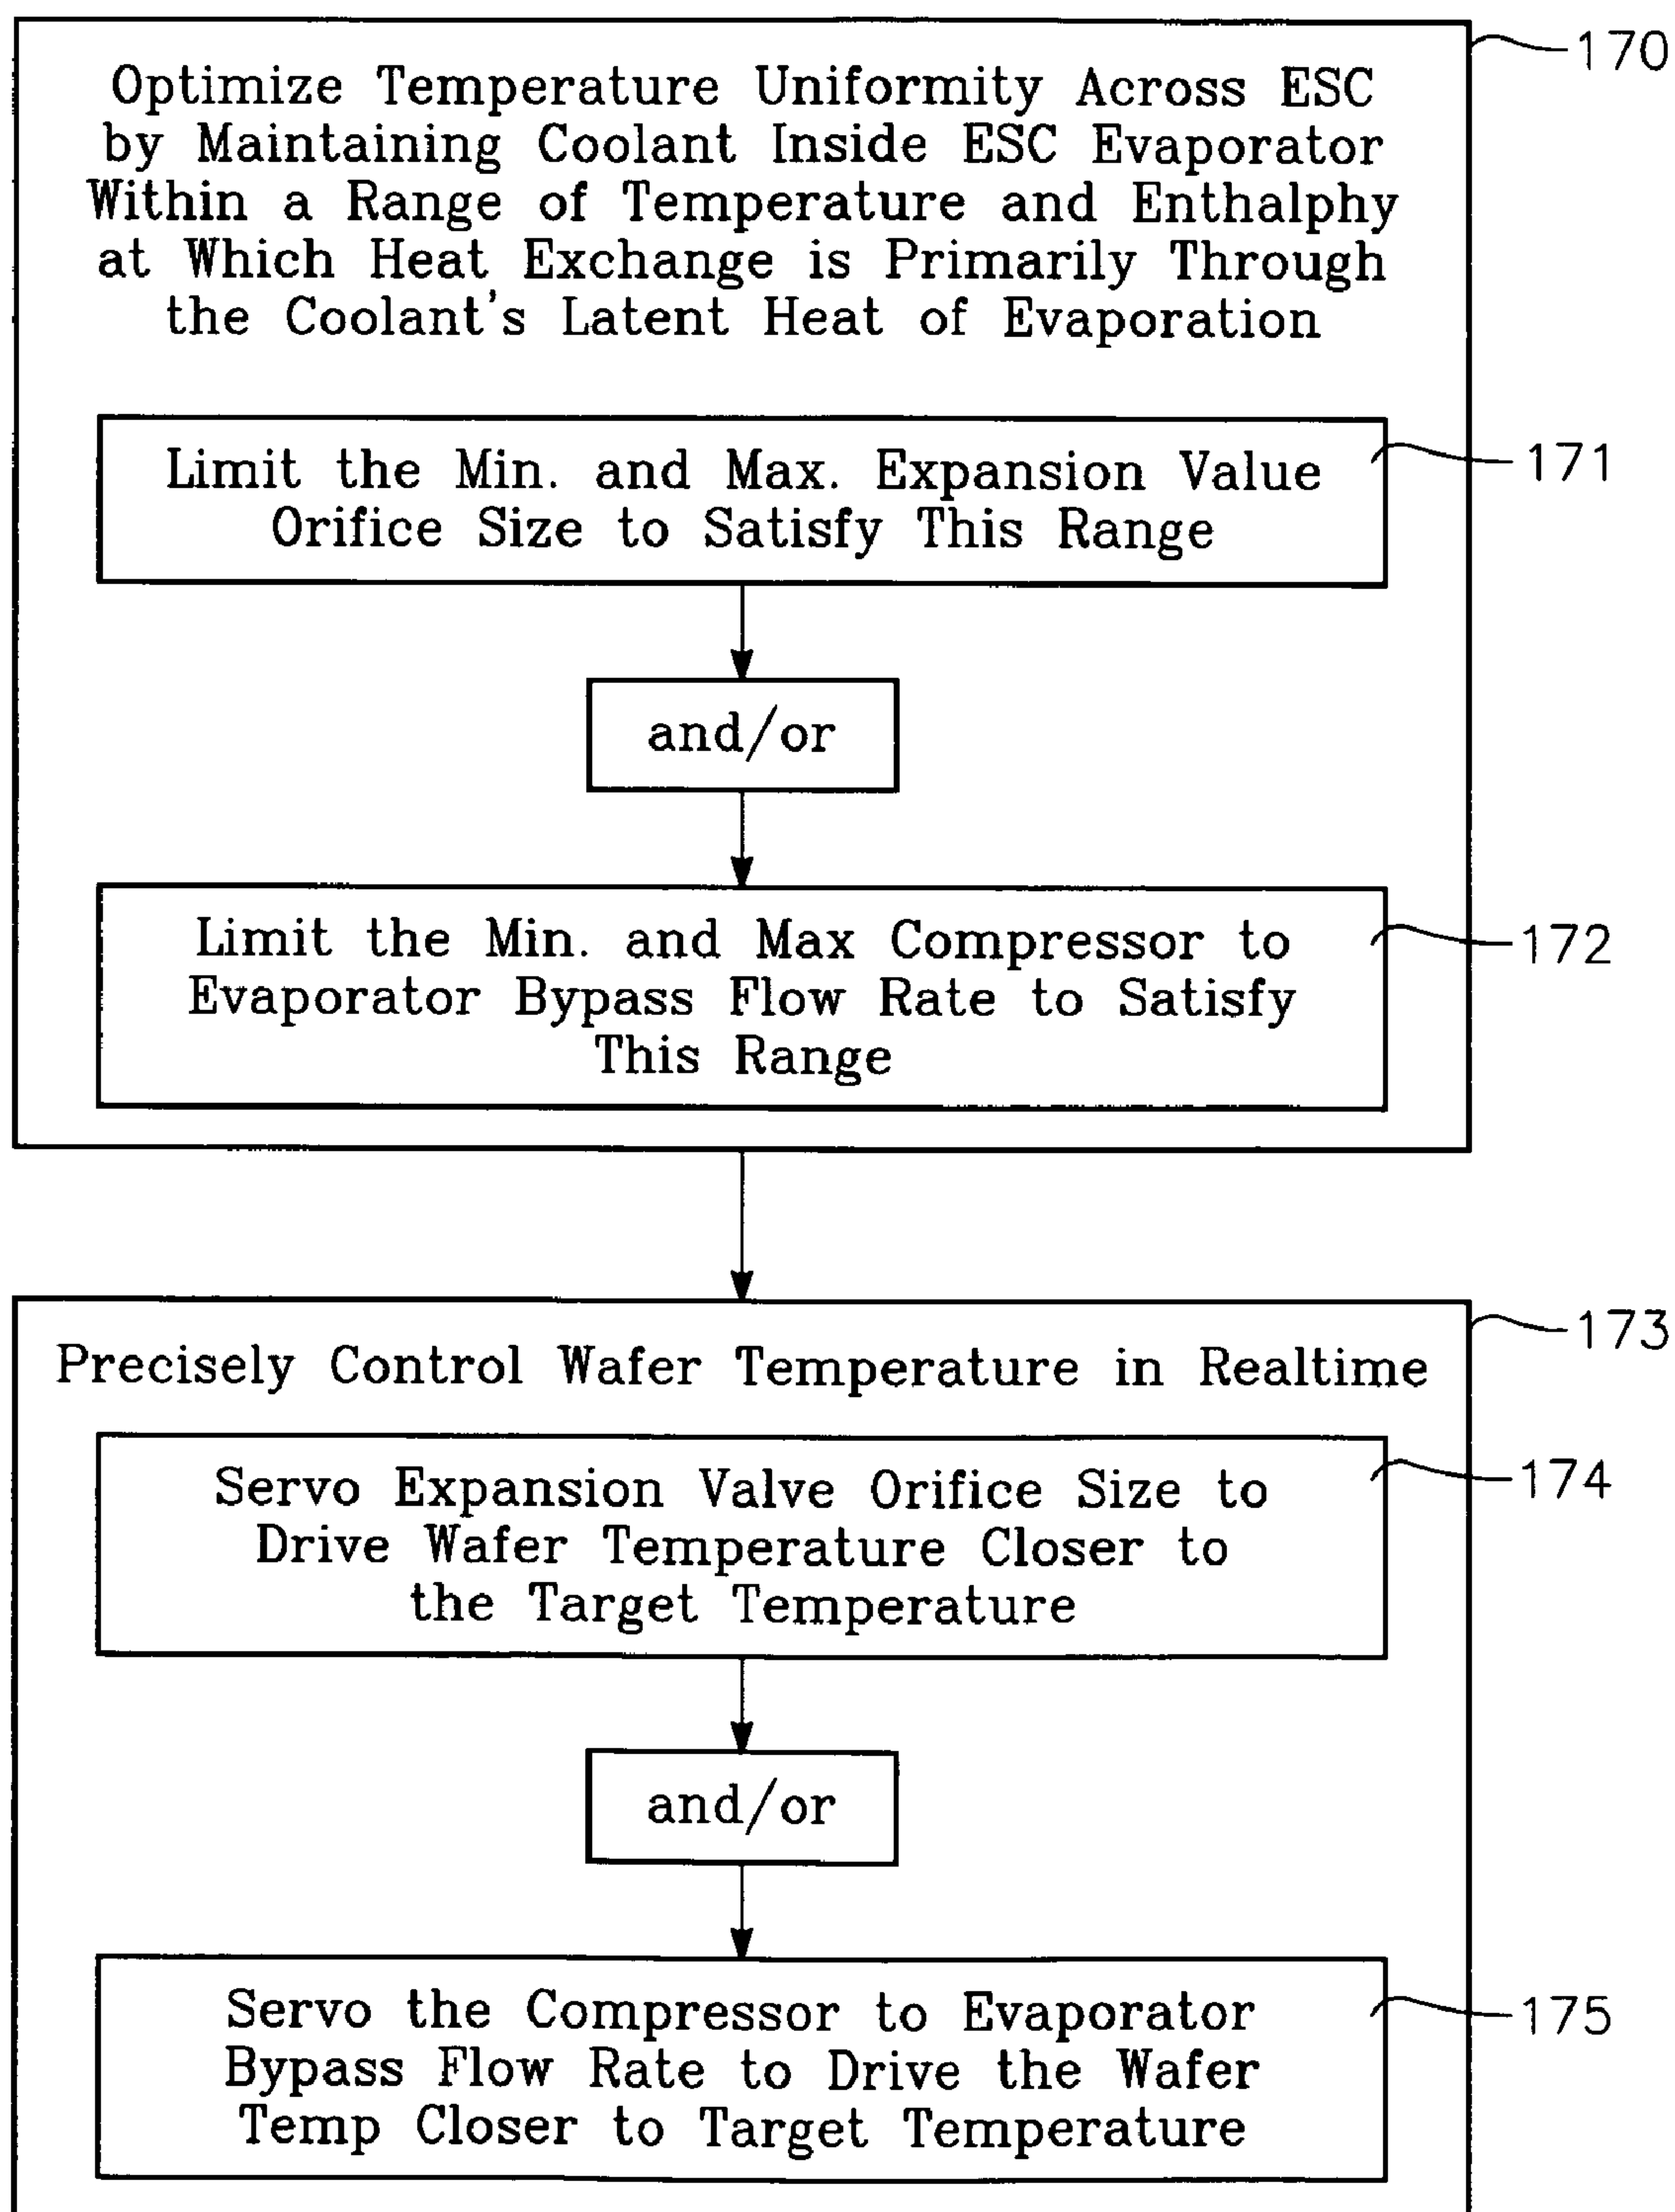 170
Optimize Temperature Uniformity Across ESC
by Maintaining Coolant Inside ESC Evaporator
Within a Range of Temperature and Enthalphy
at Which Heat Exchange is Primarily Through
the Coolant's Latent Heat of Evaporation
171
Limit the Min. and Max. Expansion Value
Orifice Size to Satisfy This Range
and/or
172
Limit the Min. and Max Compressor to
Evaporator Bypass Flow Rate to Satisfy
This Range
173
Precisely Control Wafer Temperature in Realtime
174
Servo Expansion Valve Orifice Size to
Drive Wafer Temperature Closer to
the Target Temperature
and/or
175
Servo the Compressor to Evaporator
Bypass Flow Rate to Drive the Wafer
Temp Closer to Target Temperature